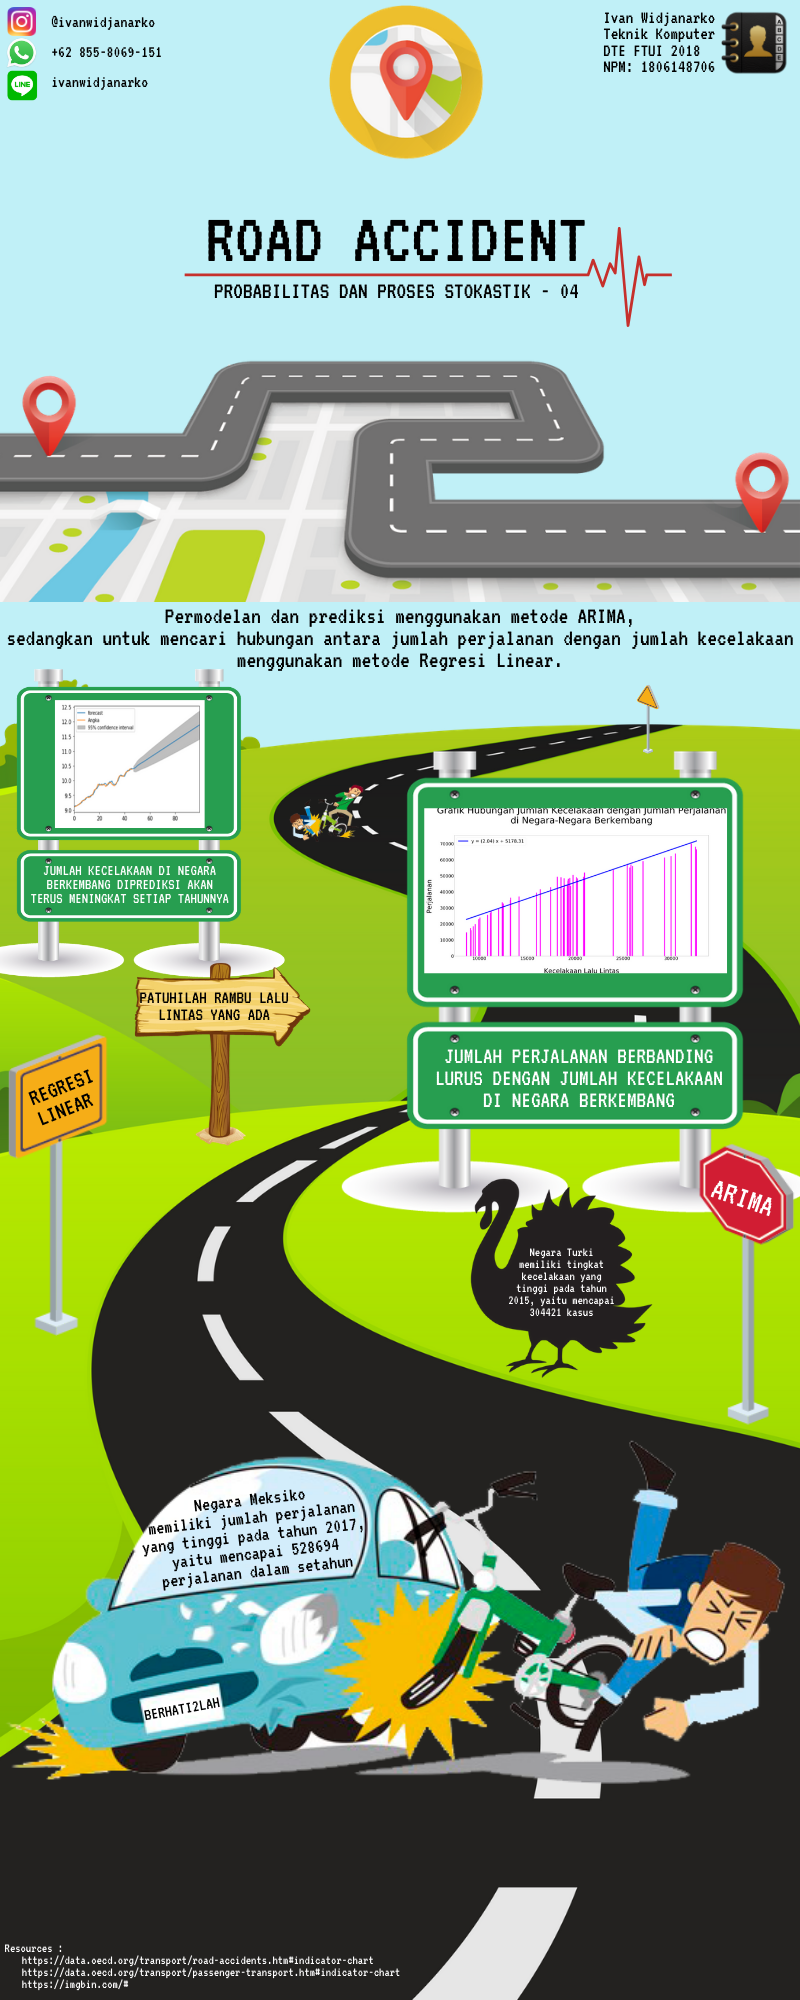 @ivanwidjanarko
+62 855-8069-151
LINE
ivanwidjanarko
Ivan Widjanarko
Teknik Komputer
DTE FTUI 2018
NPM: 1806148706
ROAD ACCIDENT
PROBABILITAS DAN PROSES STOKASTIK - 04
Permodelan dan prediksi menggunakan metode ARIMA,
sedangkan untuk mencari hubungan antara jumlah perjalanan dengan jumlah kecelakaan
menggunakan metode Regresi Linear.
forecast
Angka
95% confidence interval
12.5
12.0
11.5
11.0
10.5
10.0
9.5
9.0
0 20 40 60 80
JUMLAH KECELAKAAN DI NEGARA
BERKEMBANG DIPREDIKSI AKAN
TERUS MENINGKAT SETIAP TAHUNNYA
Grafik Hubungan Jumlah Kecelakaan dengan Jumlah Perjalanan
di Negara-Negara Berkembang
y = (2.04) x + 5178.31
Perjalanan
70000
60000
50000
40000
30000
20000
10000
0
10000 15000 20000 25000 30000
Kecelakaan Lalu Lintas
JUMLAH PERJALANAN BERBANDING
LURUS DENGAN JUMLAH KECELAKAAN
DI NEGARA BERKEMBANG
PATUHILAH RAMBU LALU
LINTAS YANG ADA
REGRESI
LINEAR
ARIMA
Negara Turki
memiliki tingkat
kecelakaan yang
tinggi pada tahun
2015, yaitu mencapai
304421 kasus
Negara Meksiko
memiliki jumlah perjalanan
yang tinggi pada tahun 2017,
yaitu mencapai 528694
perjalanan dalam setahun
BERHATI2LAH
Resources :
https://data.oecd.org/transport/road-accidents.htm#indicator-chart
https://data.oecd.org/transport/passenger-transport.htm#indicator-chart
https://imgbin.com/#